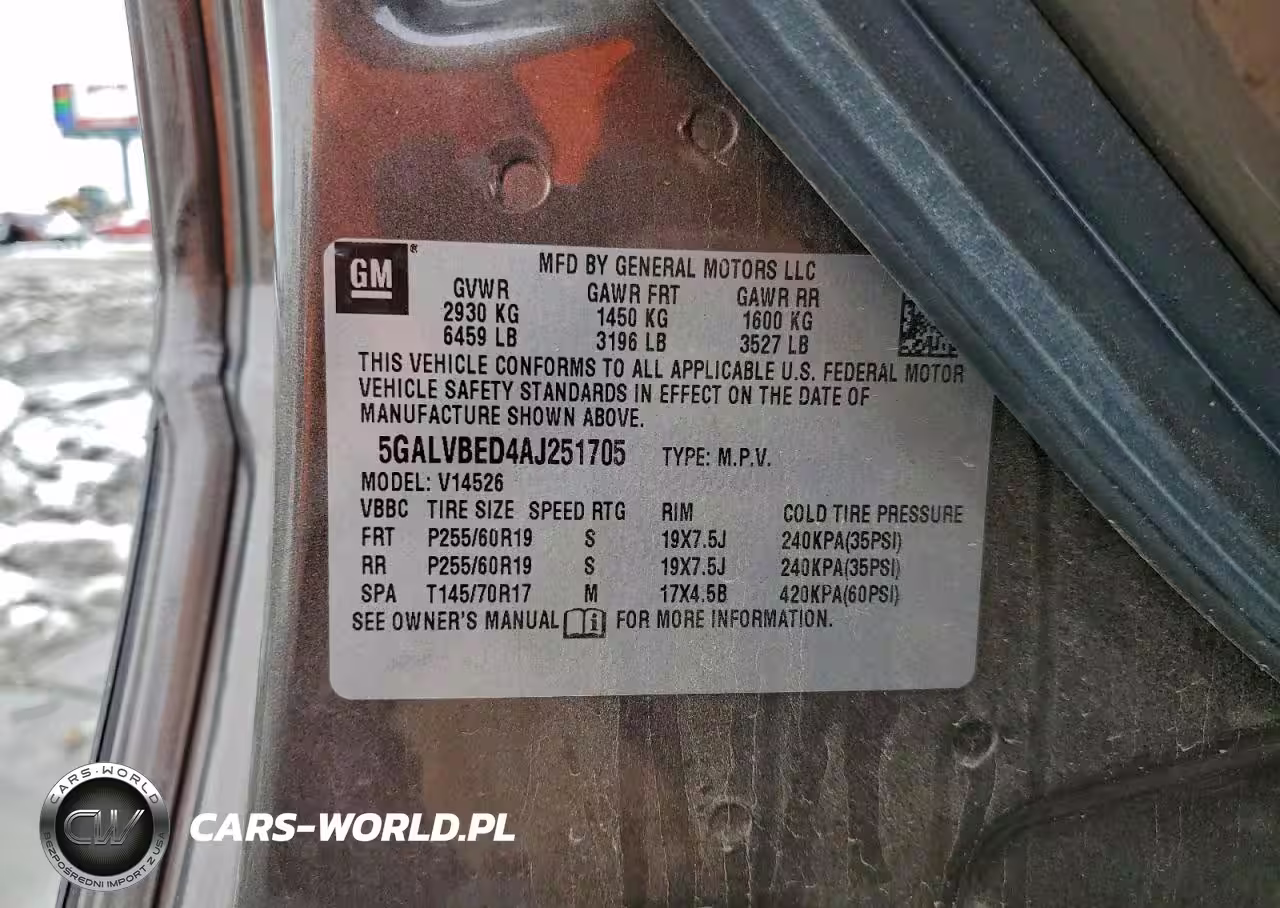 GM®
MFD BY GENERAL MOTORS LLC
GVWR GAWR FRT GAWR RR
2930 KG 1450 KG 1600 KG
6459 LB 3196 LB 3527 LB
THIS VEHICLE CONFORMS TO ALL APPLICABLE U.S. FEDERAL MOTOR
VEHICLE SAFETY STANDARDS IN EFFECT ON THE DATE OF
MANUFACTURE SHOWN ABOVE.
5GALVBED4AJ251705 TYPE: M.P.V.
MODEL: V14526
VBBC TIRE SIZE SPEED RTG RIM COLD TIRE PRESSURE
FRT P255/60R19 S 19X7.5J 240KPA(35PSI)
RR P255/60R19 S 19X7.5J 240KPA(35PSI)
SPA T145/70R17 M 17X4.5B 420KPA(60PSI)
SEE OWNER'S MANUAL FOR MORE INFORMATION.
CARS-WORLD
CW
BEZPOŚREDNI IMPORT Z USA
CARS-WORLD.PL